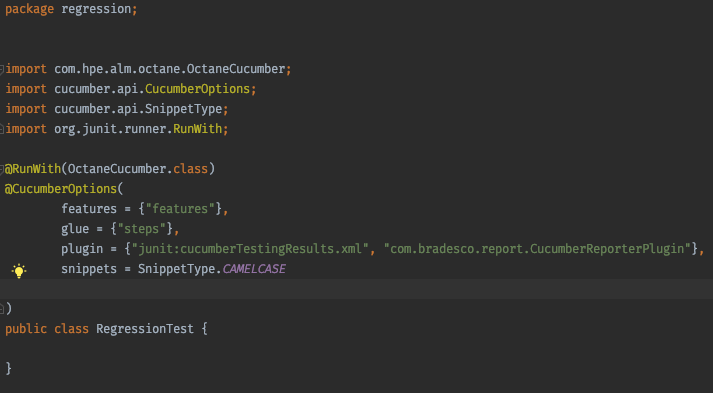 package regression;
import com.hpe.alm.octane.OctaneCucumber;
import cucumber.api.CucumberOptions;
import cucumber.api.SnippetType;
import org.junit.runner.RunWith;
@RunWith(OctaneCucumber.class)
@CucumberOptions(
features = {"features"},
glue = {"steps"},
plugin = {"junit:cucumberTestingResults.xml", "com.bradesco.report.CucumberReporterPlugin"},
snippets = SnippetType.CAMELCASE
)
public class RegressionTest {
}